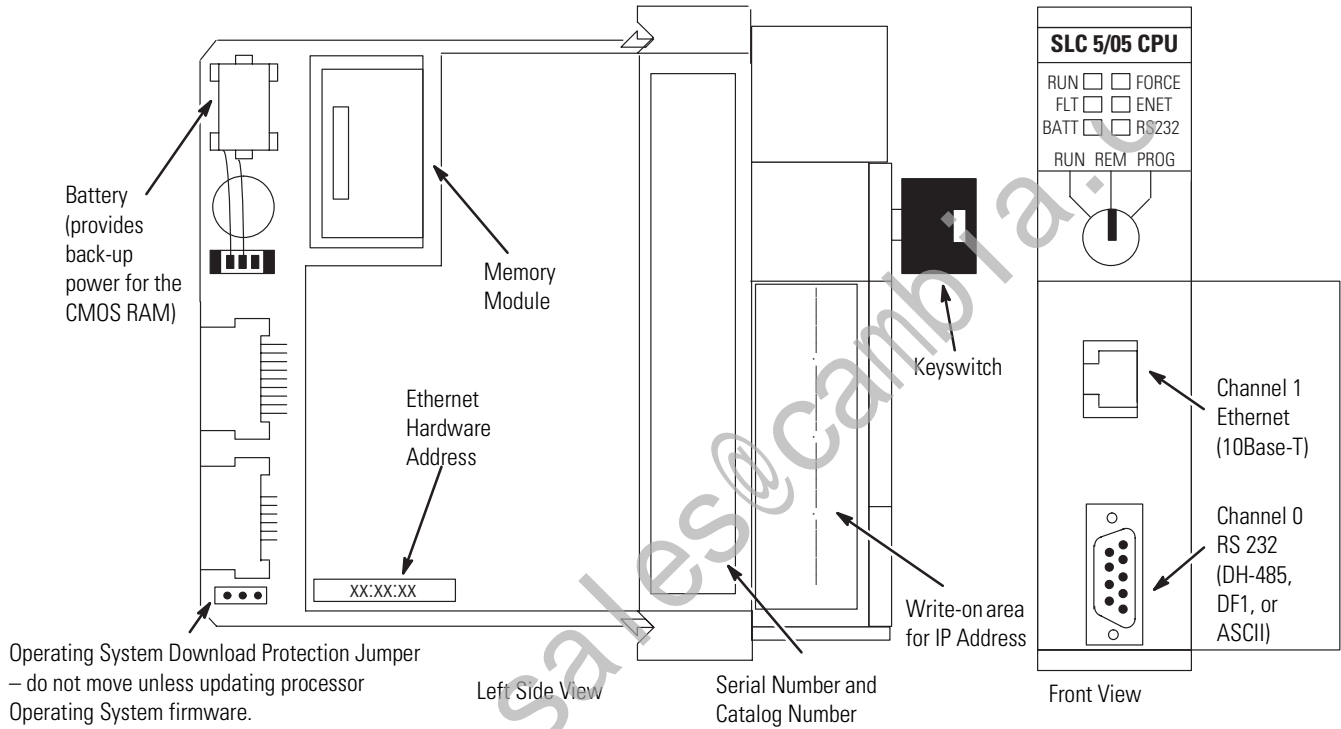 SLC 5/05 CPU
RUN FORCE
FLT ENET
BATT RS232
RUN REM PROG
Battery
(provides
back-up
power for the
CMOS RAM)
Memory
Module
Keyswitch
Ethernet
Hardware
Address
Channel 1
Ethernet
(10Base-T)
Channel 0
RS 232
(DH-485,
DF1, or
ASCII)
XX:XX:XX
Write-on area
for IP Address
Operating System Download Protection Jumper
– do not move unless updating processor
Operating System firmware.
Left Side View
Serial Number and
Catalog Number
Front View
sales@cambia.c